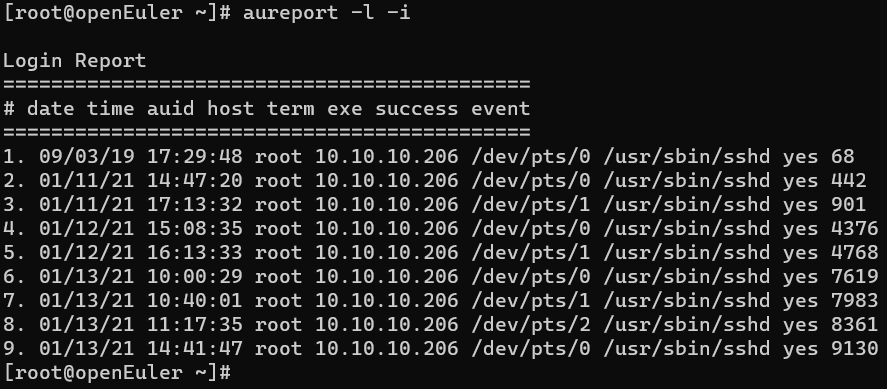 [root@openEuler ~]# aureport -l -i
Login Report
============================================
# date time auid host term exe success event
============================================
1. 09/03/19 17:29:48 root 10.10.10.206 /dev/pts/0 /usr/sbin/sshd yes 68
2. 01/11/21 14:47:20 root 10.10.10.206 /dev/pts/0 /usr/sbin/sshd yes 442
3. 01/11/21 17:13:32 root 10.10.10.206 /dev/pts/1 /usr/sbin/sshd yes 901
4. 01/12/21 15:08:35 root 10.10.10.206 /dev/pts/0 /usr/sbin/sshd yes 4376
5. 01/12/21 16:13:33 root 10.10.10.206 /dev/pts/1 /usr/sbin/sshd yes 4768
6. 01/13/21 10:00:29 root 10.10.10.206 /dev/pts/0 /usr/sbin/sshd yes 7619
7. 01/13/21 10:40:01 root 10.10.10.206 /dev/pts/1 /usr/sbin/sshd yes 7983
8. 01/13/21 11:17:35 root 10.10.10.206 /dev/pts/2 /usr/sbin/sshd yes 8361
9. 01/13/21 14:41:47 root 10.10.10.206 /dev/pts/0 /usr/sbin/sshd yes 9130
[root@openEuler ~]#